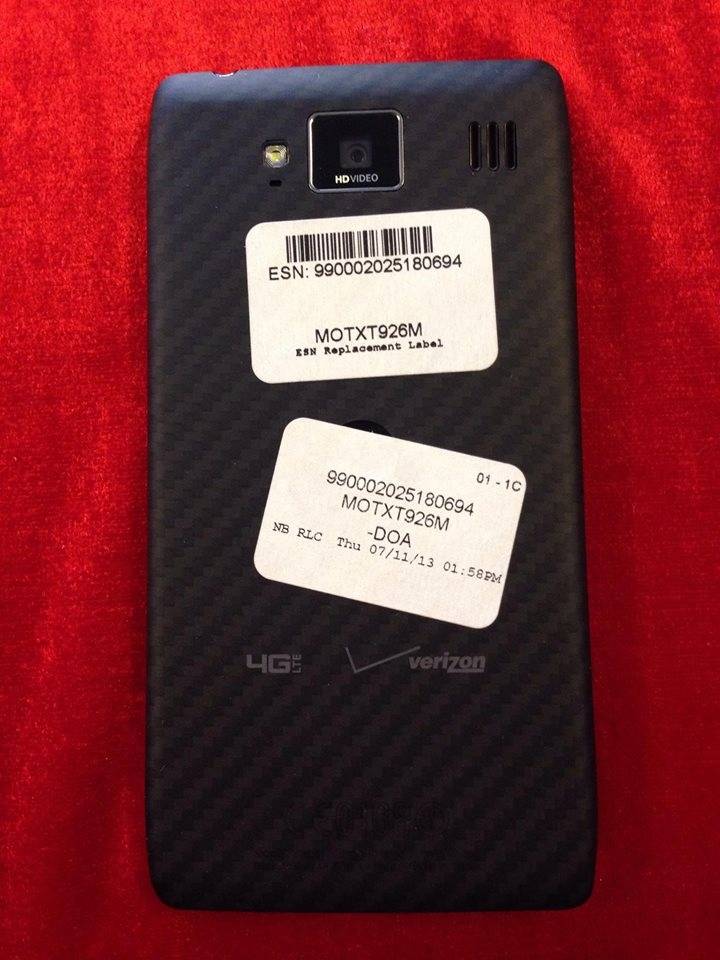 HD VIDEO
ESN: 990002025180694
MOTXT926M
ESN Replacement Label
01 - 1C
990002025180694
MOTXT926M
-DOA
NB RLC Thu 07/11/13 01:58PM
4G LTE verizon